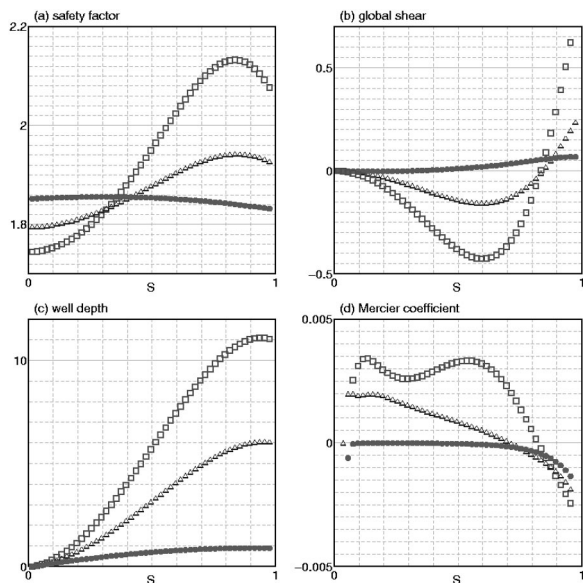 (a) safety factor
2.2
2
1.8
0
S
1
(b) global shear
0.5
0
−0.5
0
S
1
(c) well depth
10
0
0
S
1
(d) Mercier coefficient
0.005
0
−0.005
0
S
1